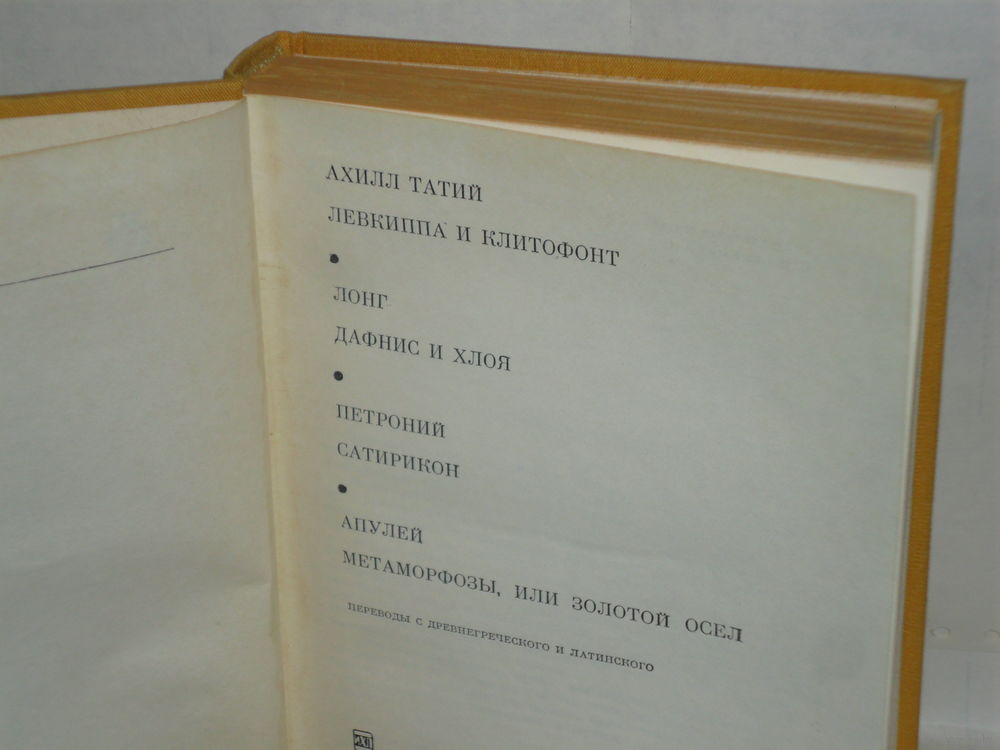 АХИЛЛ ТАТИЙ
ЛЕВКИППА И КЛИТОФОНТ
•
ЛОНГ
ДАФНИС И ХЛОЯ
•
ПЕТРОНИЙ
САТИРИКОН
•
АПУЛЕЙ
МЕТАМОРФОЗЫ, ИЛИ ЗОЛОТОЙ ОСЕЛ
ПЕРЕВОДЫ С ДРЕВНЕГРЕЧЕСКОГО И ЛАТИНСКОГО